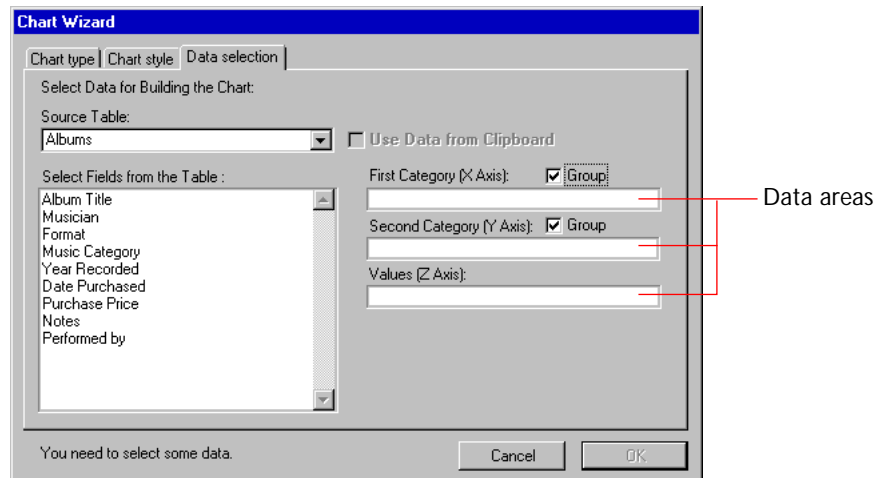 Chart Wizard
Chart type Chart style Data selection
Select Data for Building the Chart:
Source Table:
Albums
Use Data from Clipboard
Select Fields from the Table :
Album Title
Musician
Format
Music Category
Year Recorded
Date Purchased
Purchase Price
Notes
Performed by
First Category (X Axis): Group
Second Category (Y Axis): Group
Values (Z Axis):
Data areas
You need to select some data.
Cancel OK